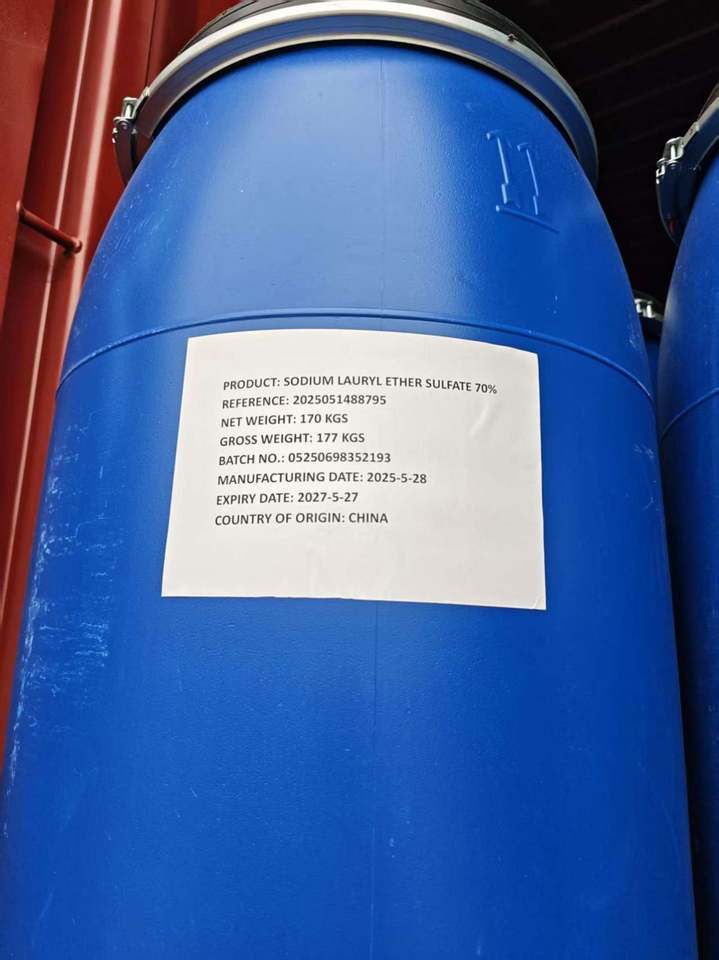 PRODUCT: SODIUM LAURYL ETHER SULFATE 70%
REFERENCE: 2025051488795
NET WEIGHT: 170 KGS
GROSS WEIGHT: 177 KGS
BATCH NO.: 05250698352193
MANUFACTURING DATE: 2025-5-28
EXPIRY DATE: 2027-5-27
COUNTRY OF ORIGIN: CHINA